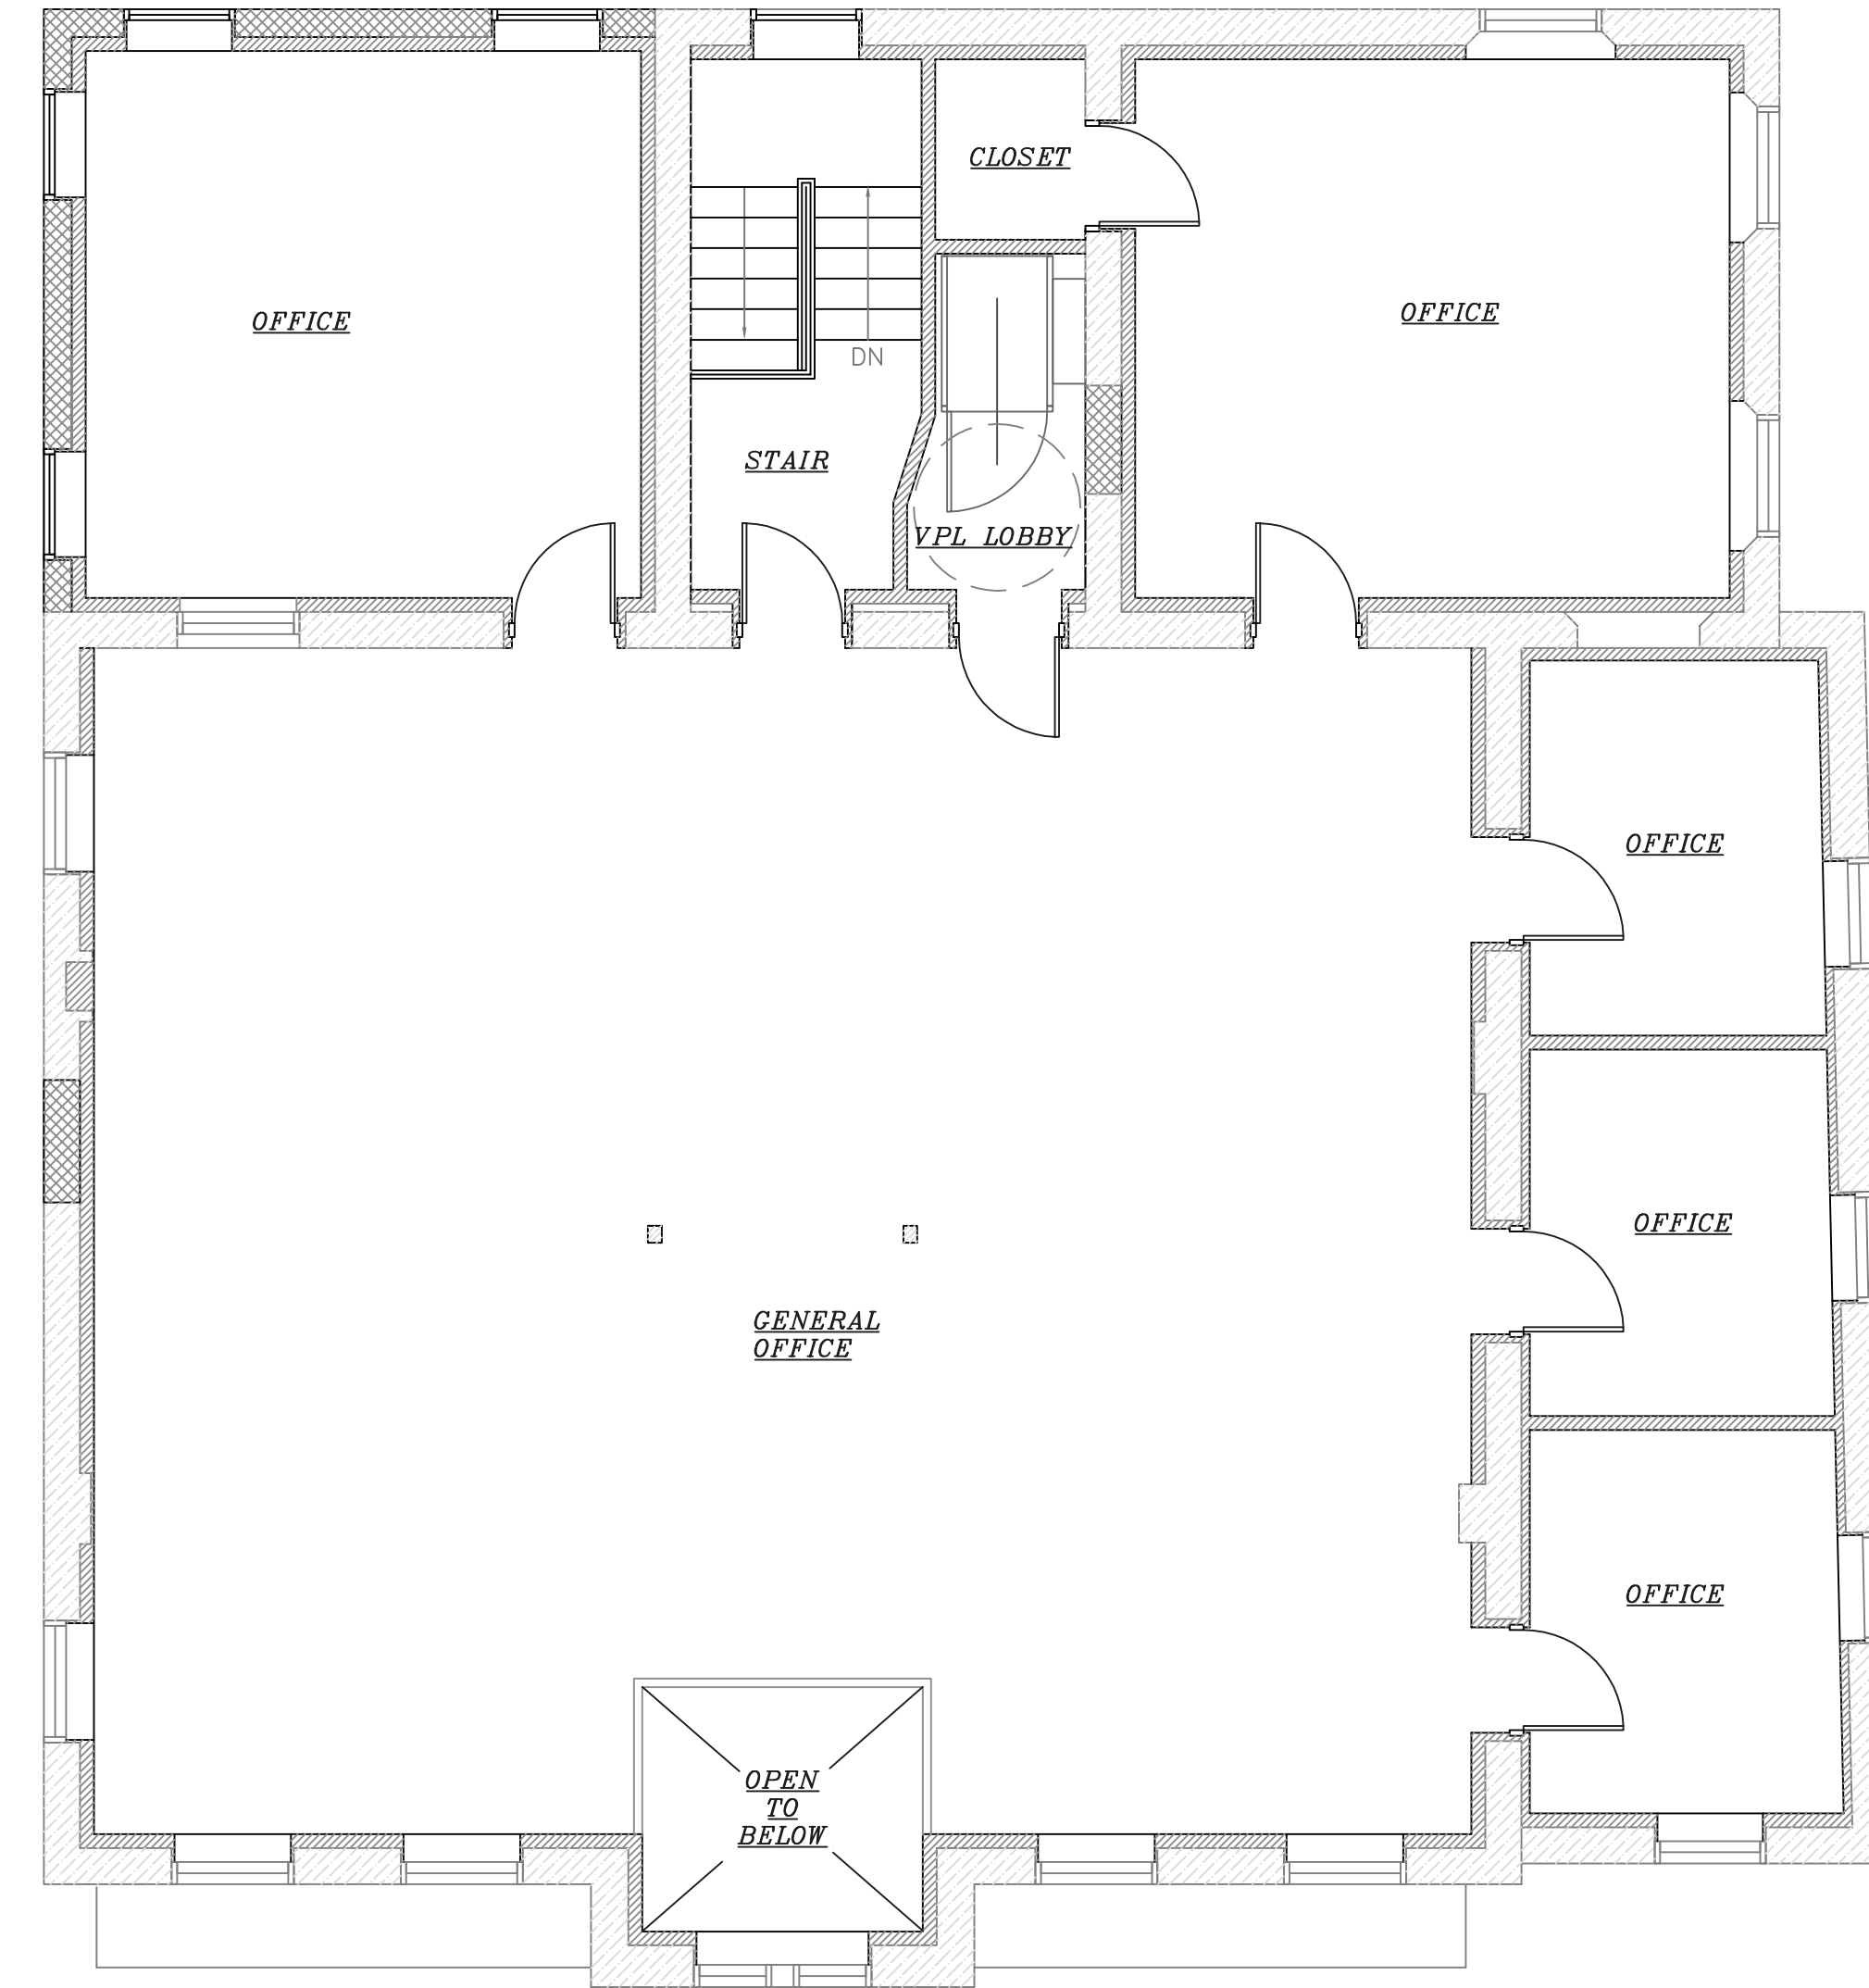 CLOSET
OFFICE
OFFICE
DN
STAIR
VPL LOBBY
OFFICE
OFFICE
GENERAL
OFFICE
OFFICE
OPEN
TO
BELOW